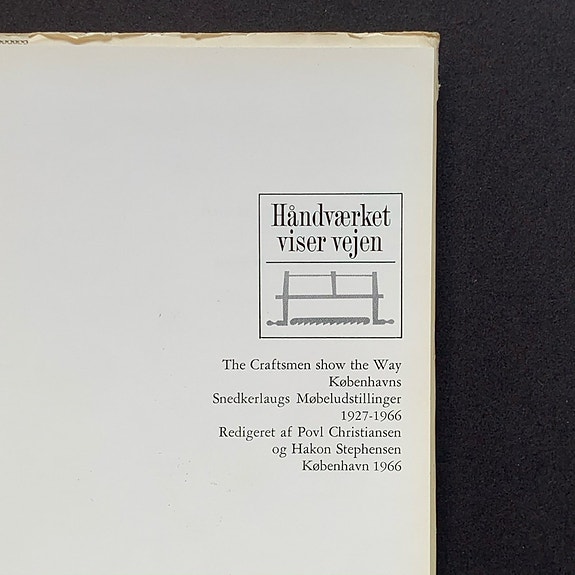 Håndværket
viser vejen
The Craftsmen show the Way
Københavns
Snedkerlaugs Møbeludstillinger
1927-1966
Redigeret af Povl Christiansen
og Hakon Stephensen
København 1966